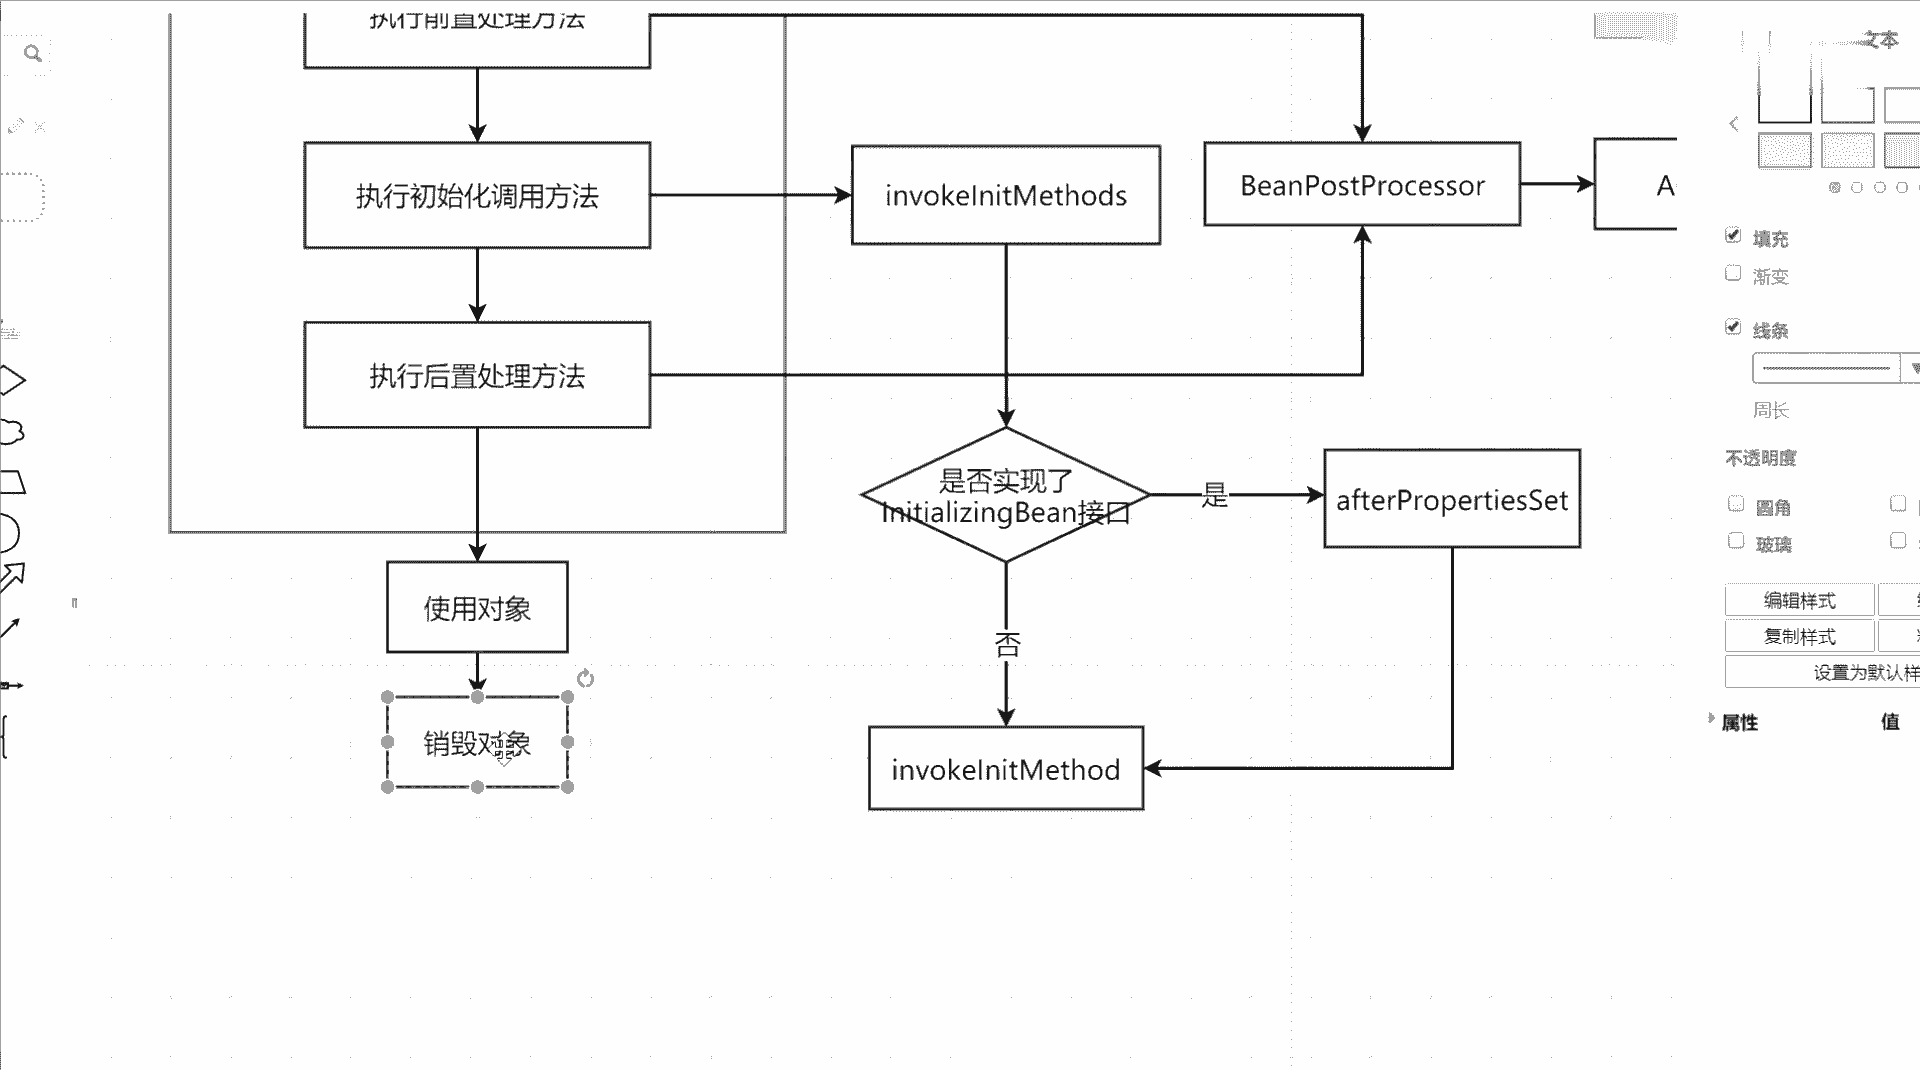 执行前置处理方法
文本
执行初始化调用方法
invokeInitMethods
BeanPostProcessor
A
填充
渐变
线条
执行后置处理方法
周长
不透明度
是否实现了
InitializingBean接口
是
afterPropertiesSet
圆角
玻璃
编辑样式
使用对象
复制样式
否
设置为默认样
属性
值
销毁对象
invokeInitMethod